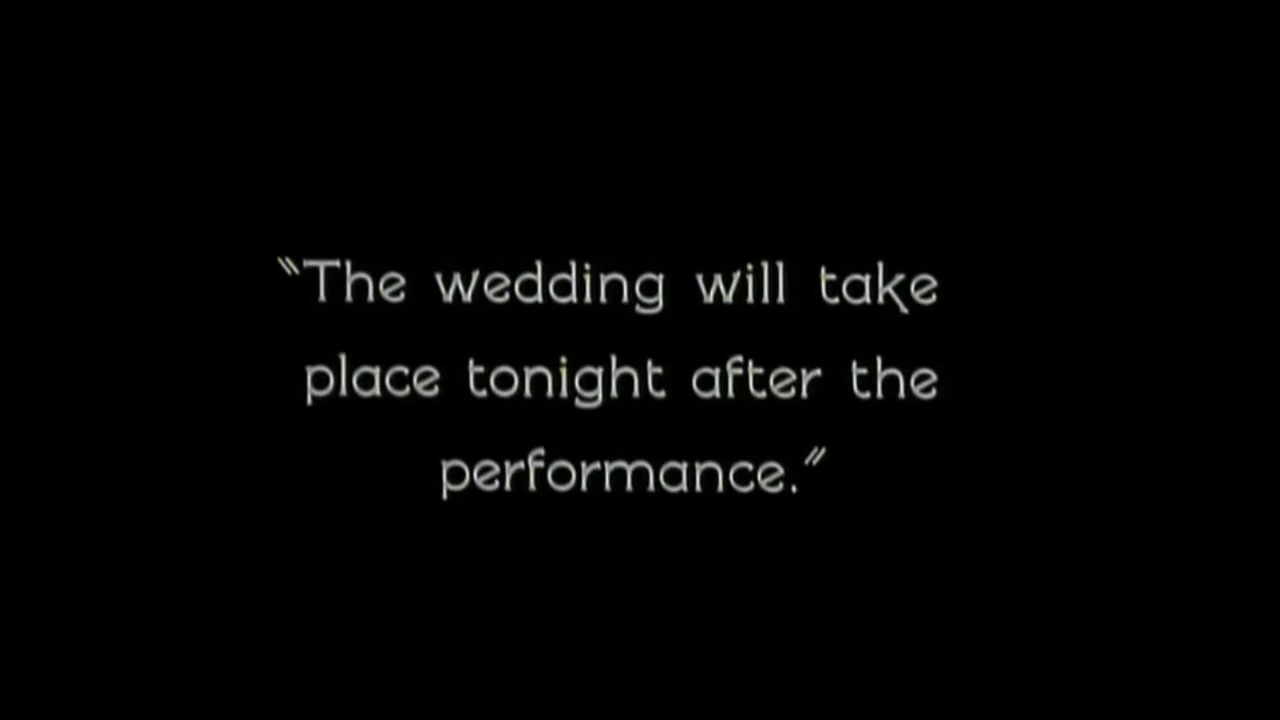 “The wedding will take
place tonight after the
performance.”